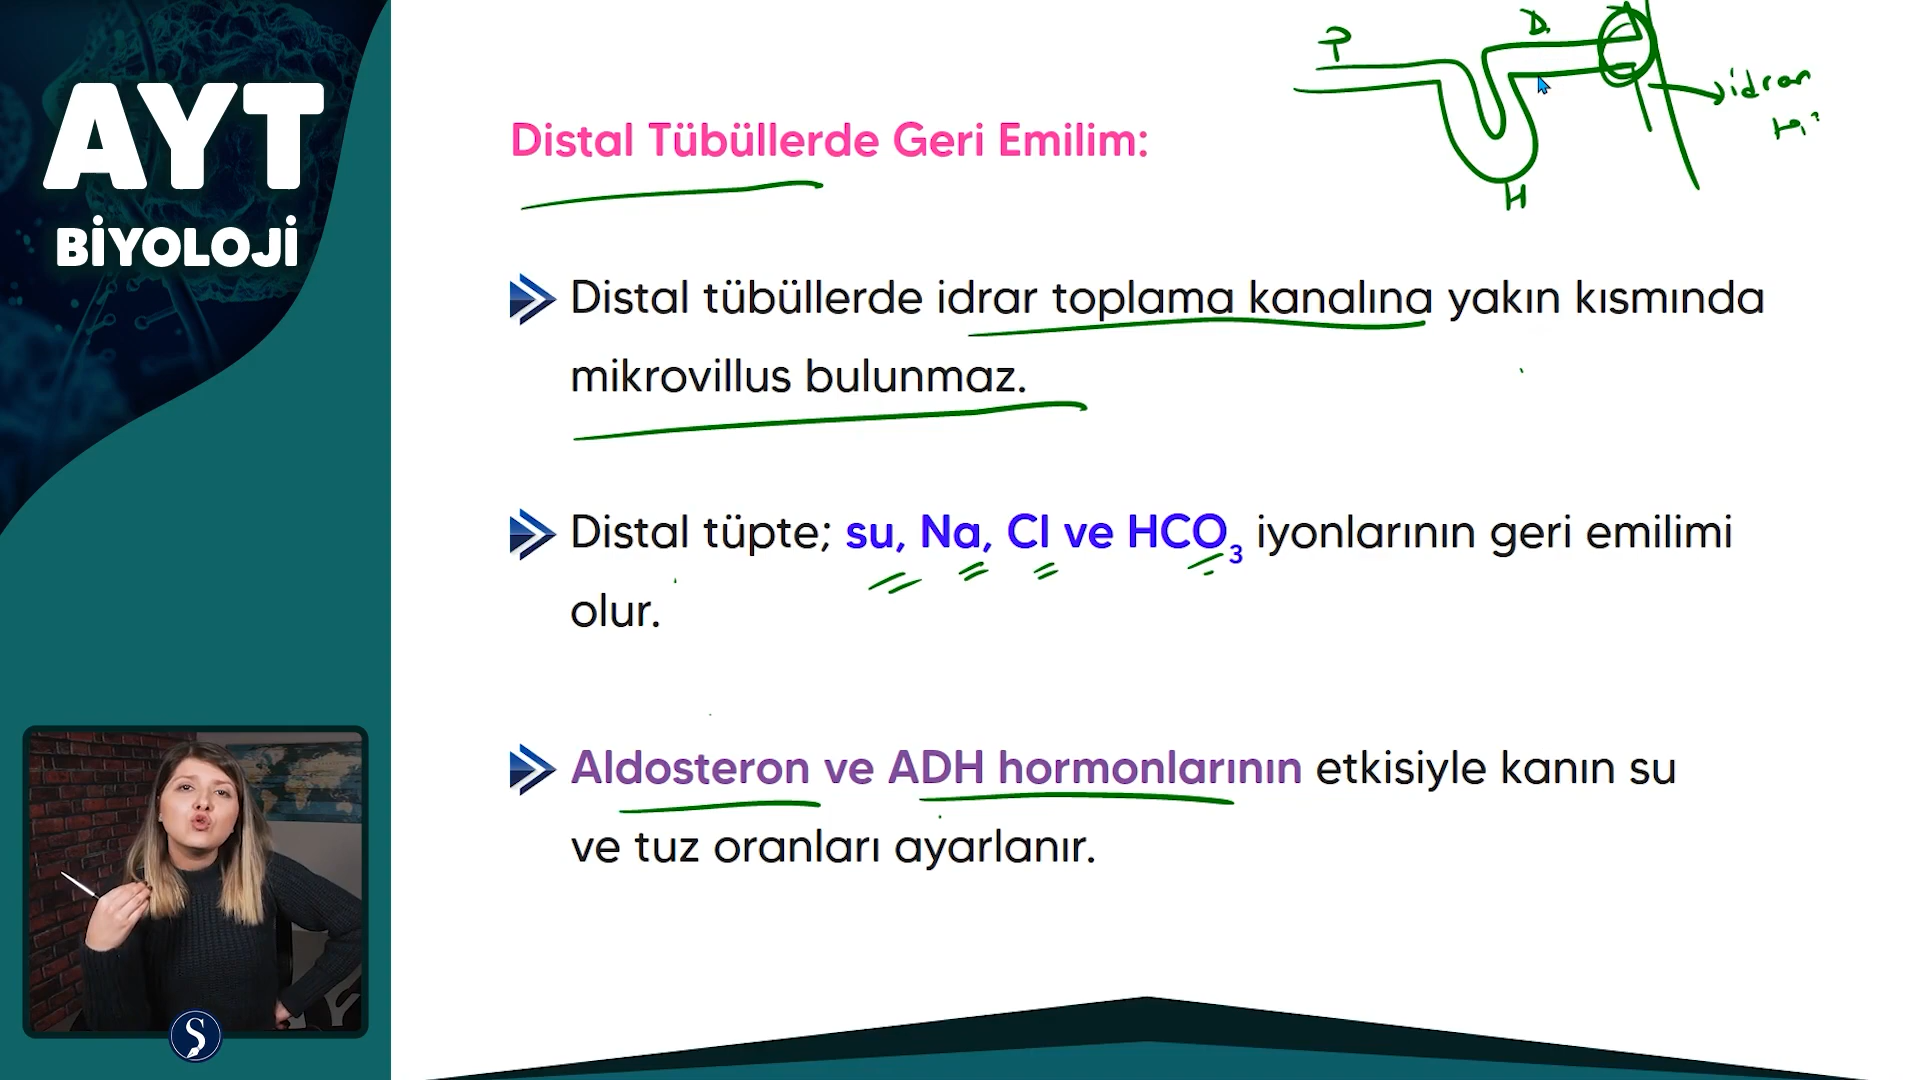 AYT
BİYOLOJİ
P
D
idrar
H
Distal Tübüllerde Geri Emilim:
Distal tübüllerde idrar toplama kanalına yakın kısmında
mikrovillus bulunmaz.
Distal tüpte; su, Na, Cl ve HCO₃ iyonlarının geri emilimi
olur.
Aldosteron ve ADH hormonlarının etkisiyle kanın su
ve tuz oranları ayarlanır.
S